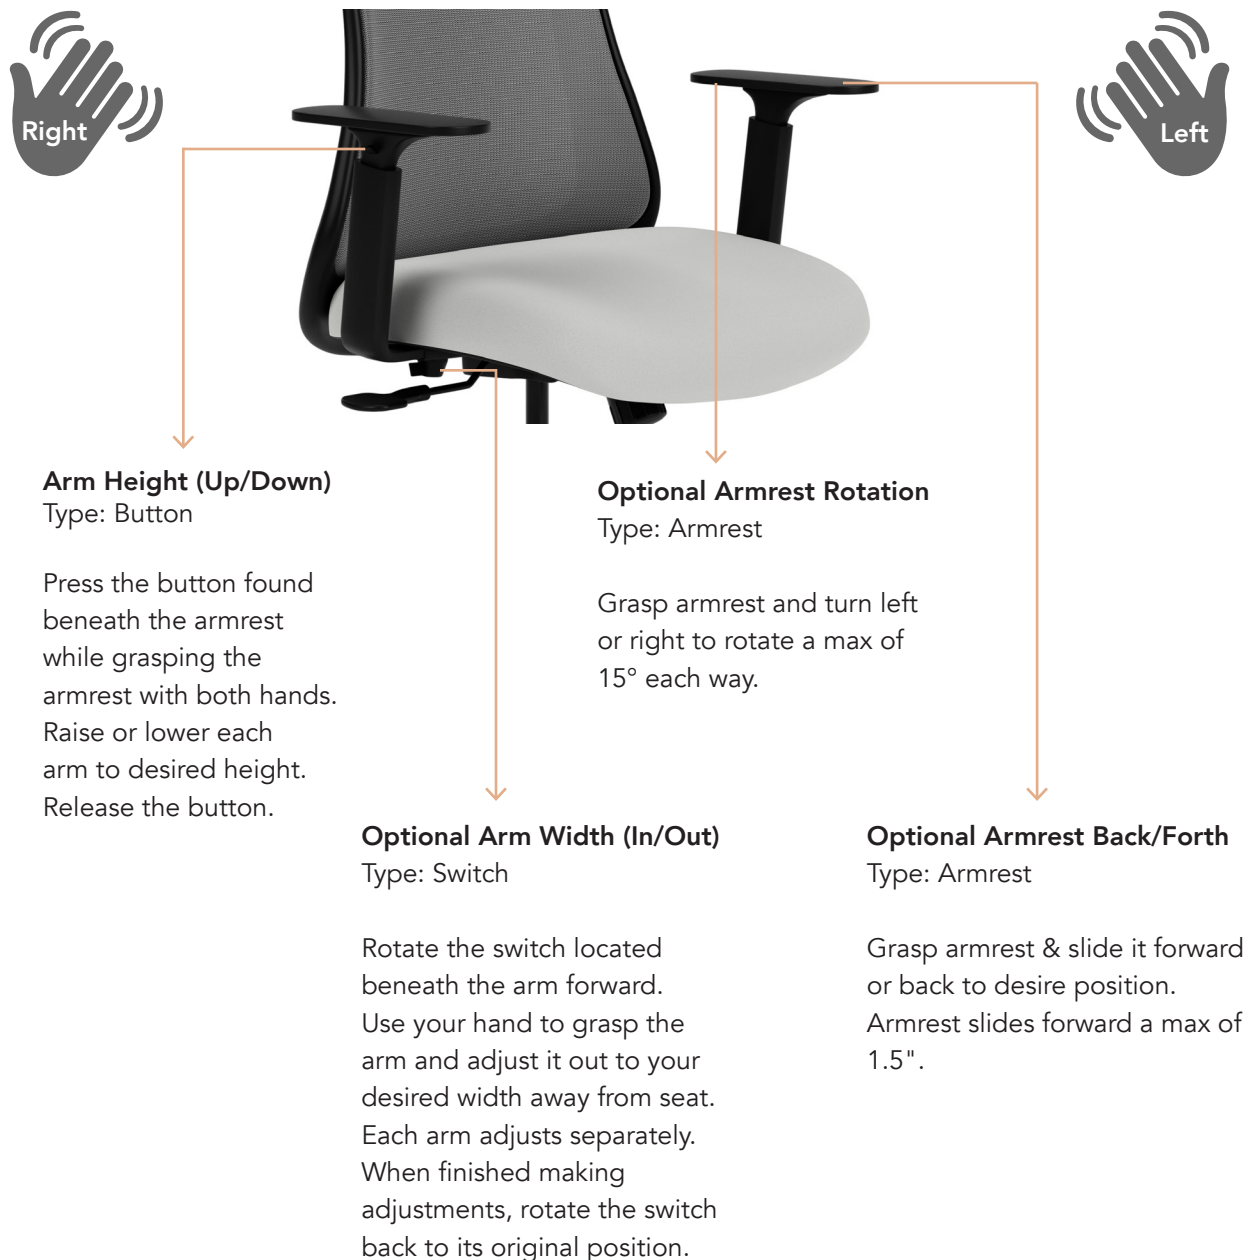 Right
Left
Arm Height (Up/Down)
Type: Button
Press the button found
beneath the armrest
while grasping the
armrest with both hands.
Raise or lower each
arm to desired height.
Release the button.
Optional Armrest Rotation
Type: Armrest
Grasp armrest and turn left
or right to rotate a max of
15° each way.
Optional Arm Width (In/Out)
Type: Switch
Rotate the switch located
beneath the arm forward.
Use your hand to grasp the
arm and adjust it out to your
desired width away from seat.
Each arm adjusts separately.
When finished making
adjustments, rotate the switch
back to its original position.
Optional Armrest Back/Forth
Type: Armrest
Grasp armrest & slide it forward
or back to desire position.
Armrest slides forward a max of
1.5".